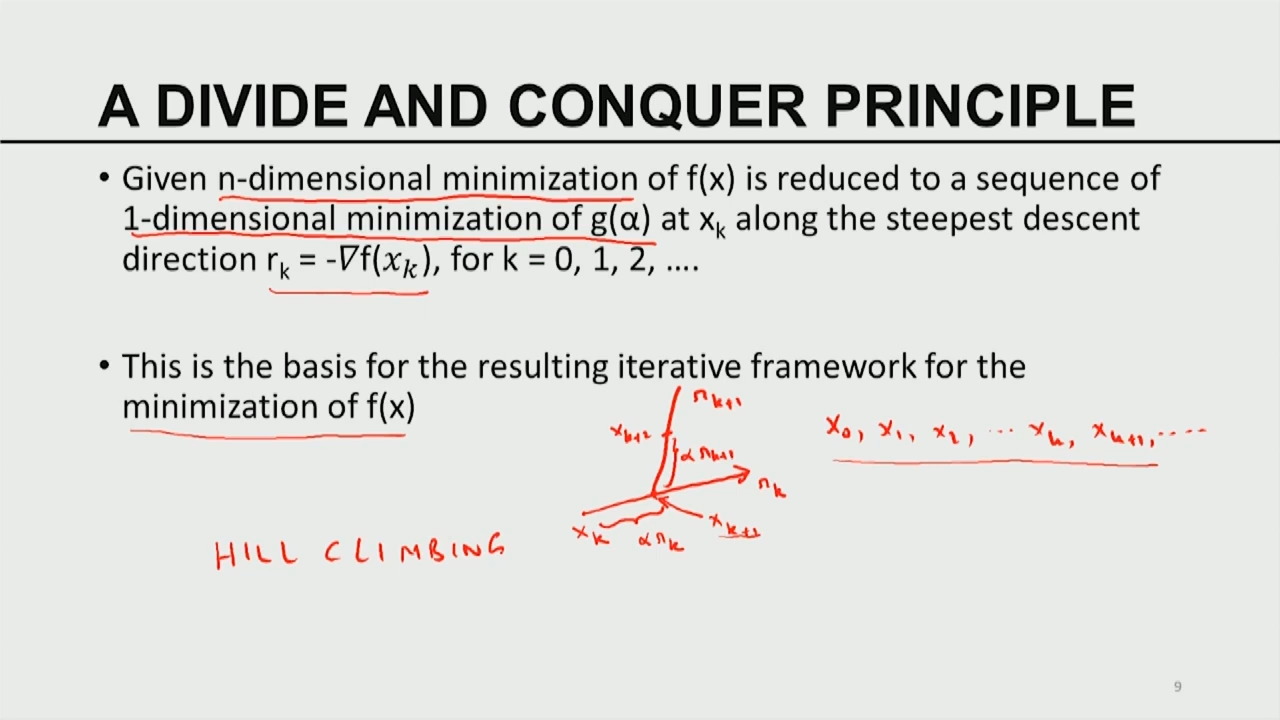 A DIVIDE AND CONQUER PRINCIPLE
• Given n-dimensional minimization of f(x) is reduced to a sequence of
1-dimensional minimization of g(α) at xₖ along the steepest descent
direction rₖ = -∇f(𝑥ₖ), for k = 0, 1, 2, ....
• This is the basis for the resulting iterative framework for the
minimization of f(x)
rₖ₊₁
xₖ₊₂
αrₖ₊₁
rₖ
xₖ
αrₖ
xₖ₊₁
x₀, x₁, x₂, ... xₖ, xₖ₊₁, ....
HILL CLIMBING
9